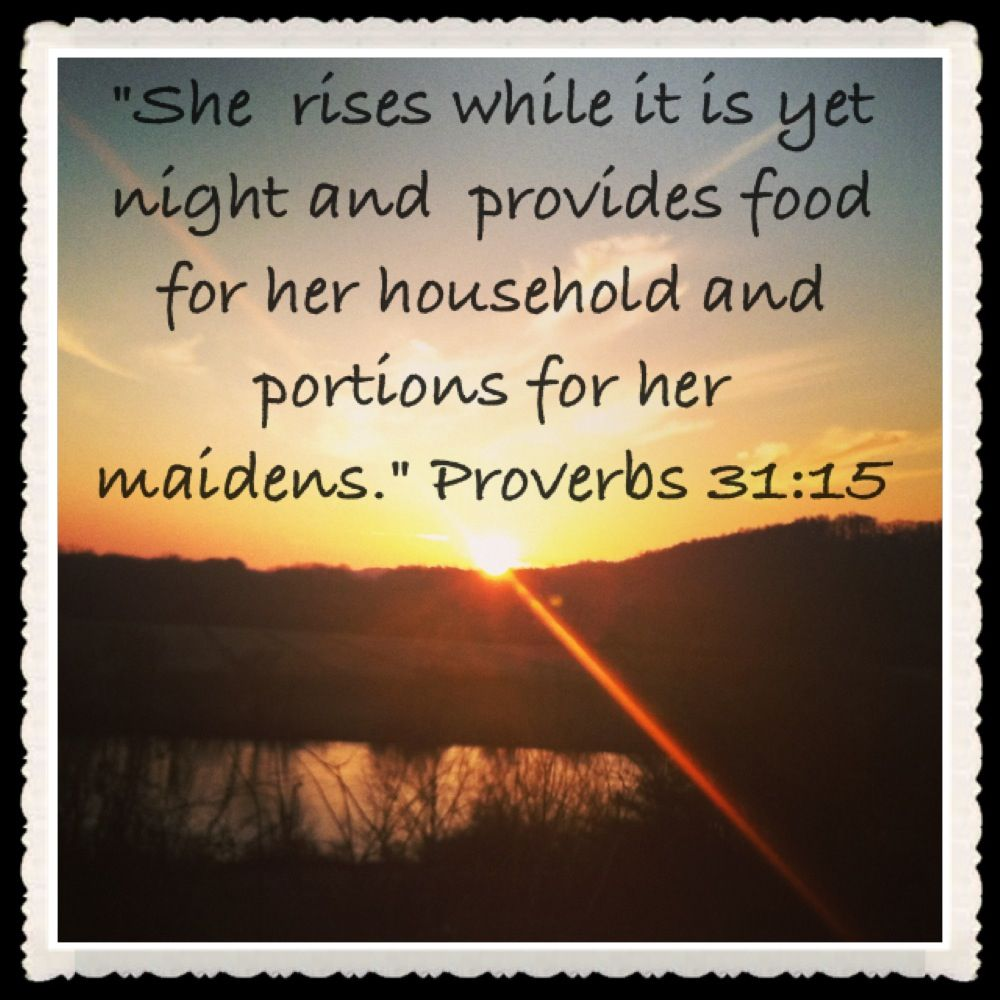 "She rises while it is yet
night and provides food
for her household and
portions for her
maidens." Proverbs 31:15